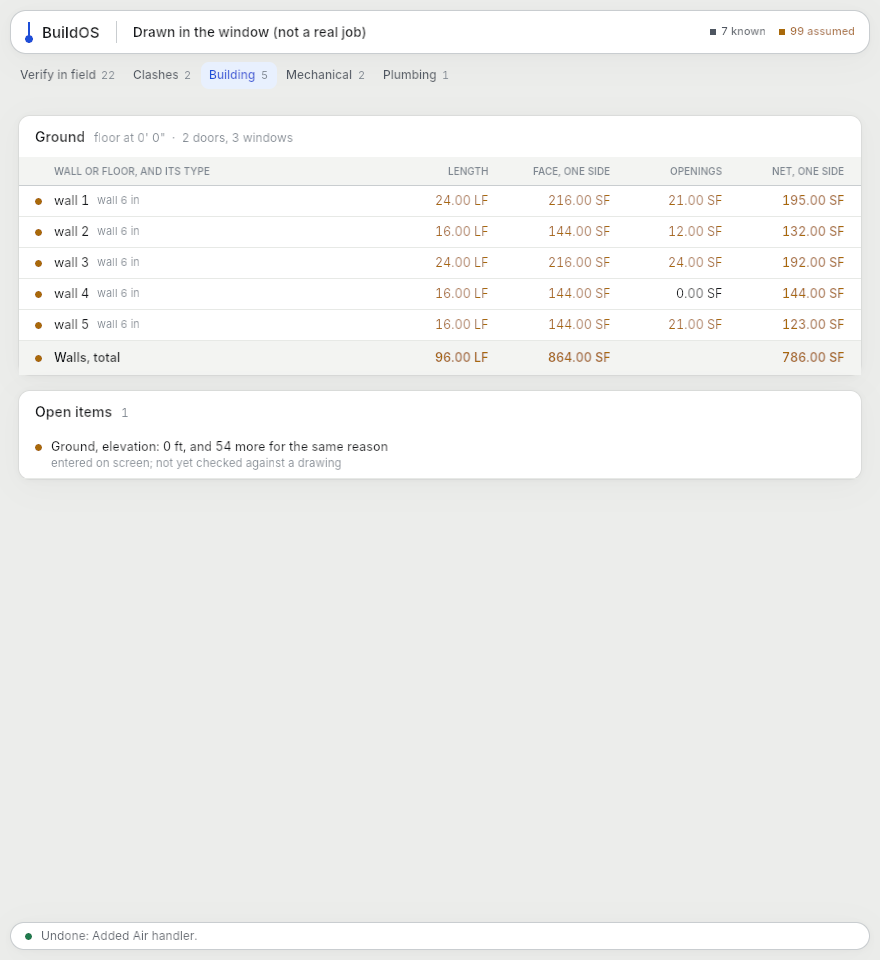 BuildOS Drawn in the window (not a real job) 7 known 99 assumed
Verify in field 22 Clashes 2 Building 5 Mechanical 2 Plumbing 1
Ground floor at 0' 0" · 2 doors, 3 windows
WALL OR FLOOR, AND ITS TYPE LENGTH FACE, ONE SIDE OPENINGS NET, ONE SIDE
wall 1 wall 6 in 24.00 LF 216.00 SF 21.00 SF 195.00 SF
wall 2 wall 6 in 16.00 LF 144.00 SF 12.00 SF 132.00 SF
wall 3 wall 6 in 24.00 LF 216.00 SF 24.00 SF 192.00 SF
wall 4 wall 6 in 16.00 LF 144.00 SF 0.00 SF 144.00 SF
wall 5 wall 6 in 16.00 LF 144.00 SF 21.00 SF 123.00 SF
Walls, total 96.00 LF 864.00 SF 786.00 SF
Open items 1
Ground, elevation: 0 ft, and 54 more for the same reason
entered on screen; not yet checked against a drawing
Undone: Added Air handler.